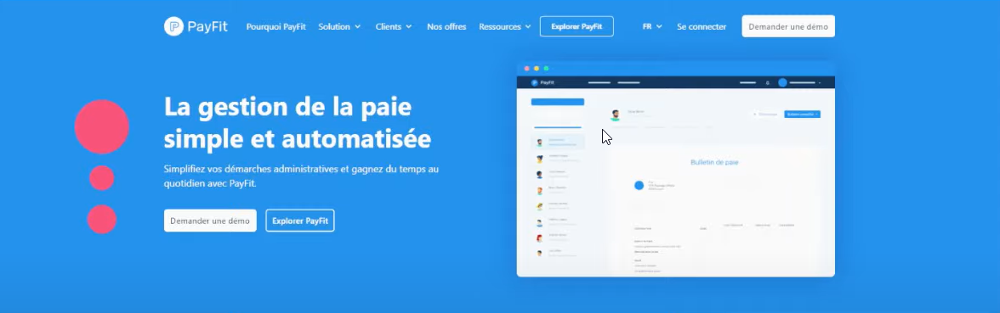 PayFit
Pourquoi PayFit
Solution
Clients
Nos offres
Ressources
Explorer PayFit
FR
Se connecter
Demander une démo
La gestion de la paie
simple et automatisée
Simplifiez vos démarches administratives et gagnez du temps au
quotidien avec PayFit.
Demander une démo
Explorer PayFit
PayFit
Bulletin de paie